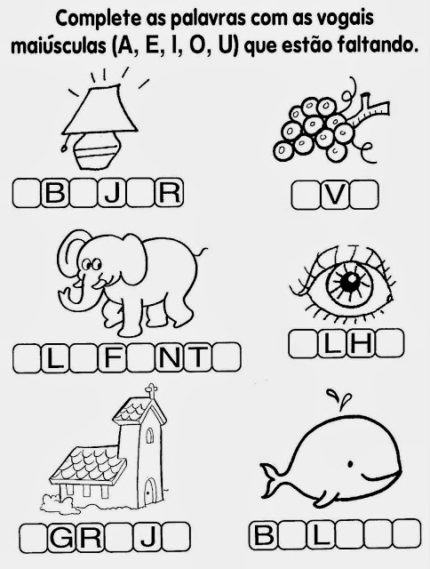 Complete as palavras com as vogais
maiúsculas (A, E, I, O, U) que estão faltando.
B J R
V
L F NT
LH
GR J
B L